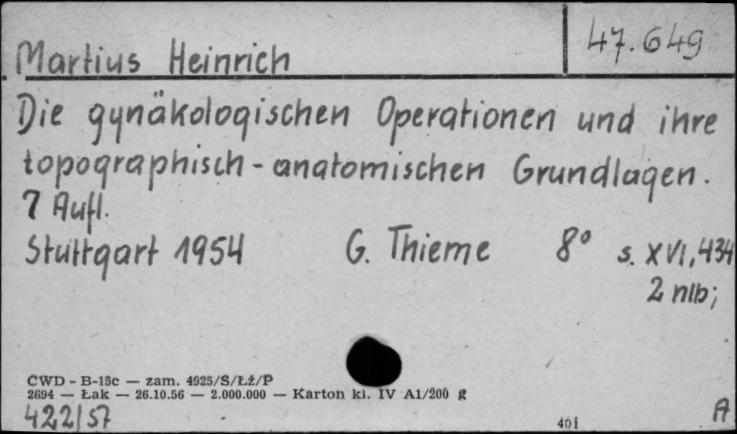 47.649
Martius Heinrich
Die gynäkologischen Operationen und ihre
topographisch-anatomischen Grundlagen.
7 Aufl.
Stuttgart 1954 G. Thieme 8° s. XVI, 434
2 nlb;
CWD - B-15c — zam. 4925/S/ŁŻ/P
2694 — Łak — 26.10.56 — 2.000.000 — Karton kl. IV A1/200 g
422/57
401
A